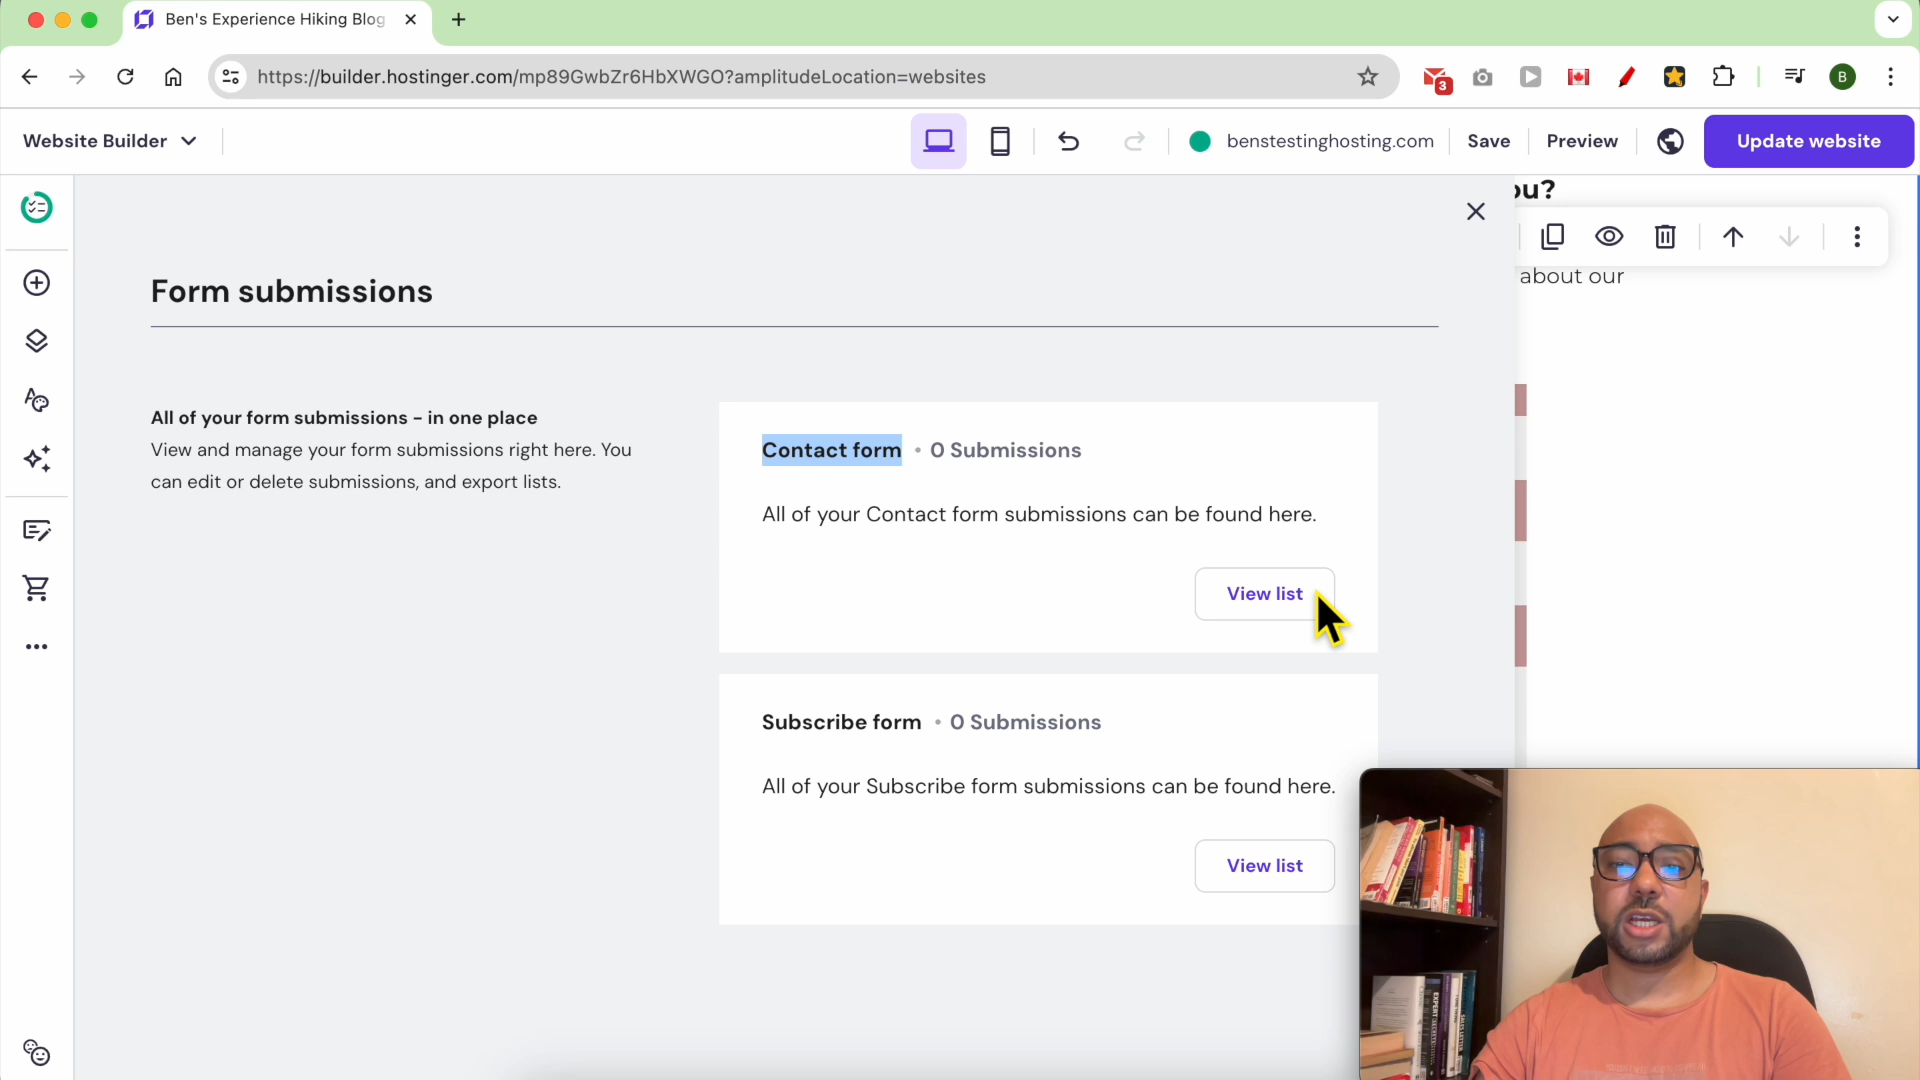 Ben's Experience Hiking Blog
https://builder.hostinger.com/mp89GwbZr6HbXWGO?amplitudeLocation=websites
3
B
Website Builder
benstestinghosting.com
Save
Preview
Update website
ou?
about our
Form submissions
All of your form submissions - in one place
View and manage your form submissions right here. You
can edit or delete submissions, and export lists.
Contact form • 0 Submissions
All of your Contact form submissions can be found here.
View list
Subscribe form • 0 Submissions
All of your Subscribe form submissions can be found here.
View list